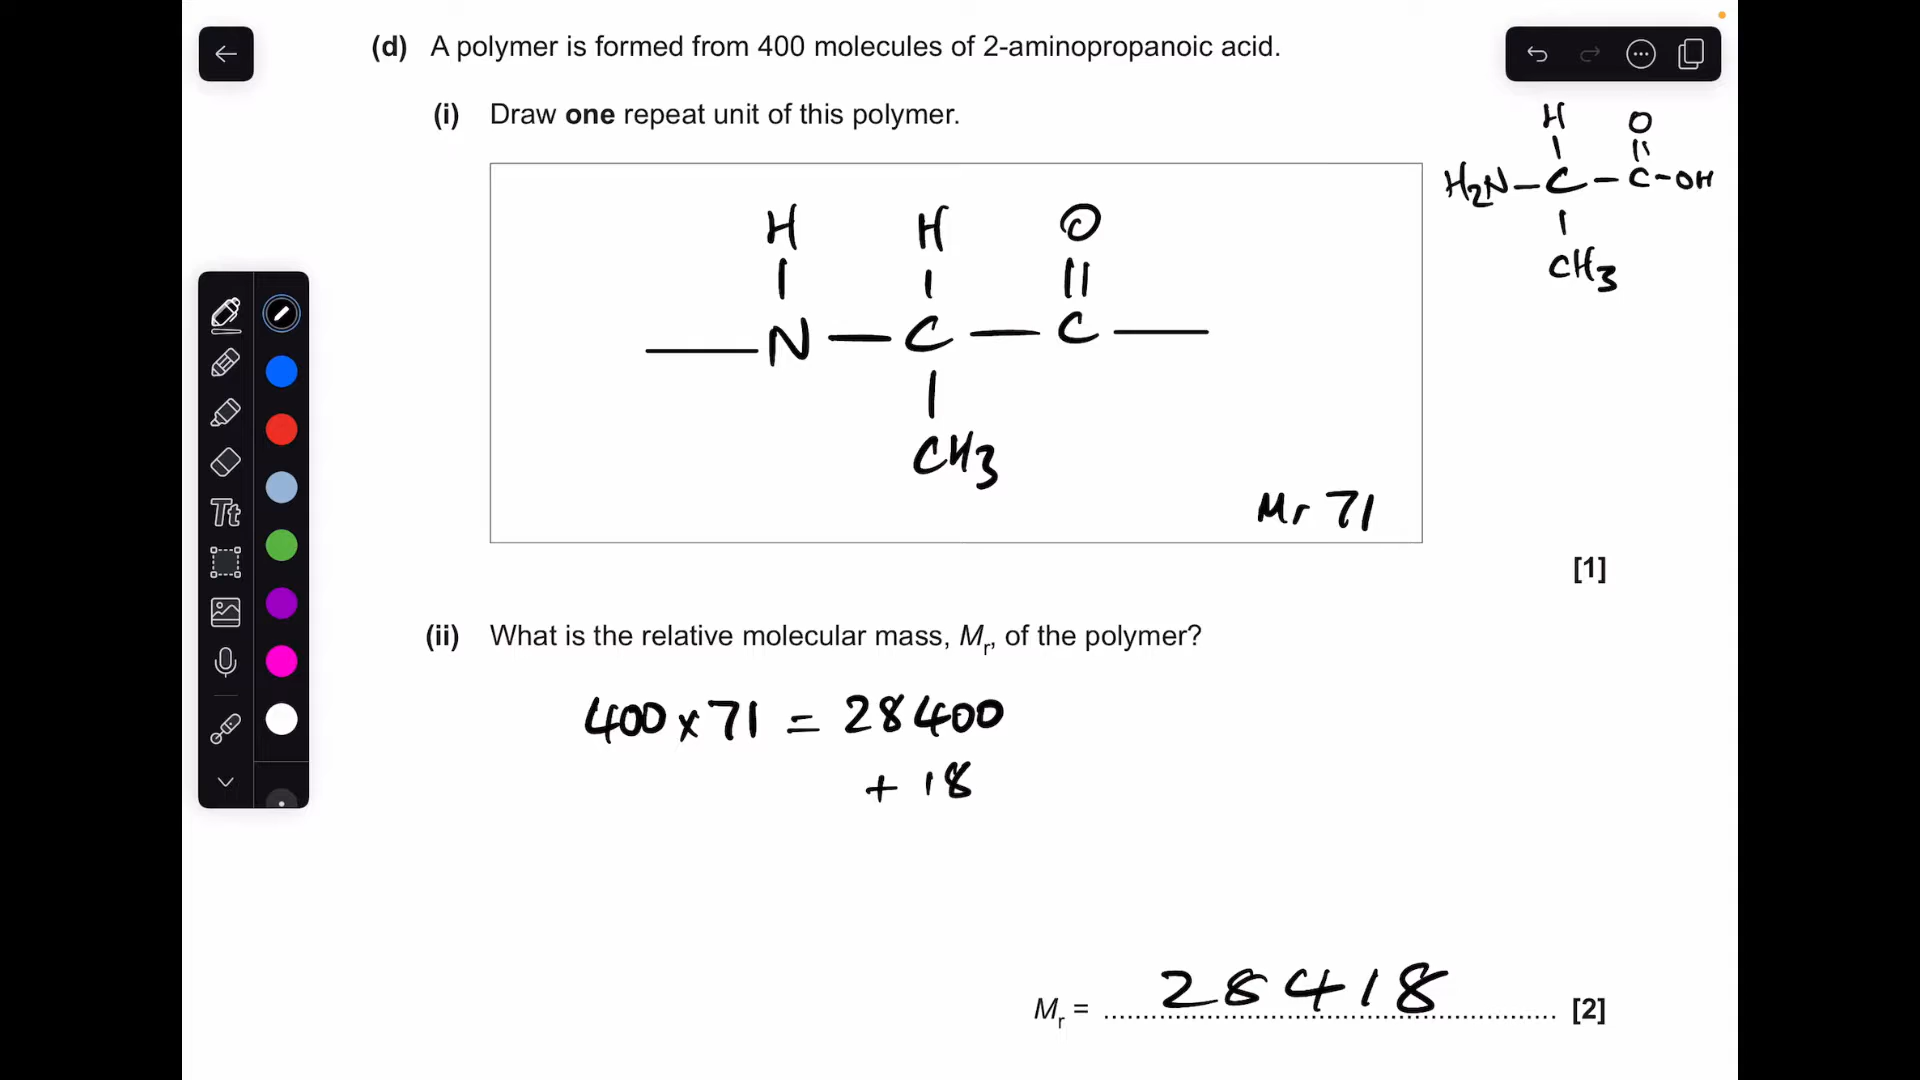 (d) A polymer is formed from 400 molecules of 2-aminopropanoic acid.
(i) Draw one repeat unit of this polymer.
H O
H₂N – C – C – OH
CH₃
H H O
N – C – C
CH₃
Mr 71
[1]
(ii) What is the relative molecular mass, Mr, of the polymer?
400 × 71 = 28400
+ 18
Mr = 28418 [2]
Tt